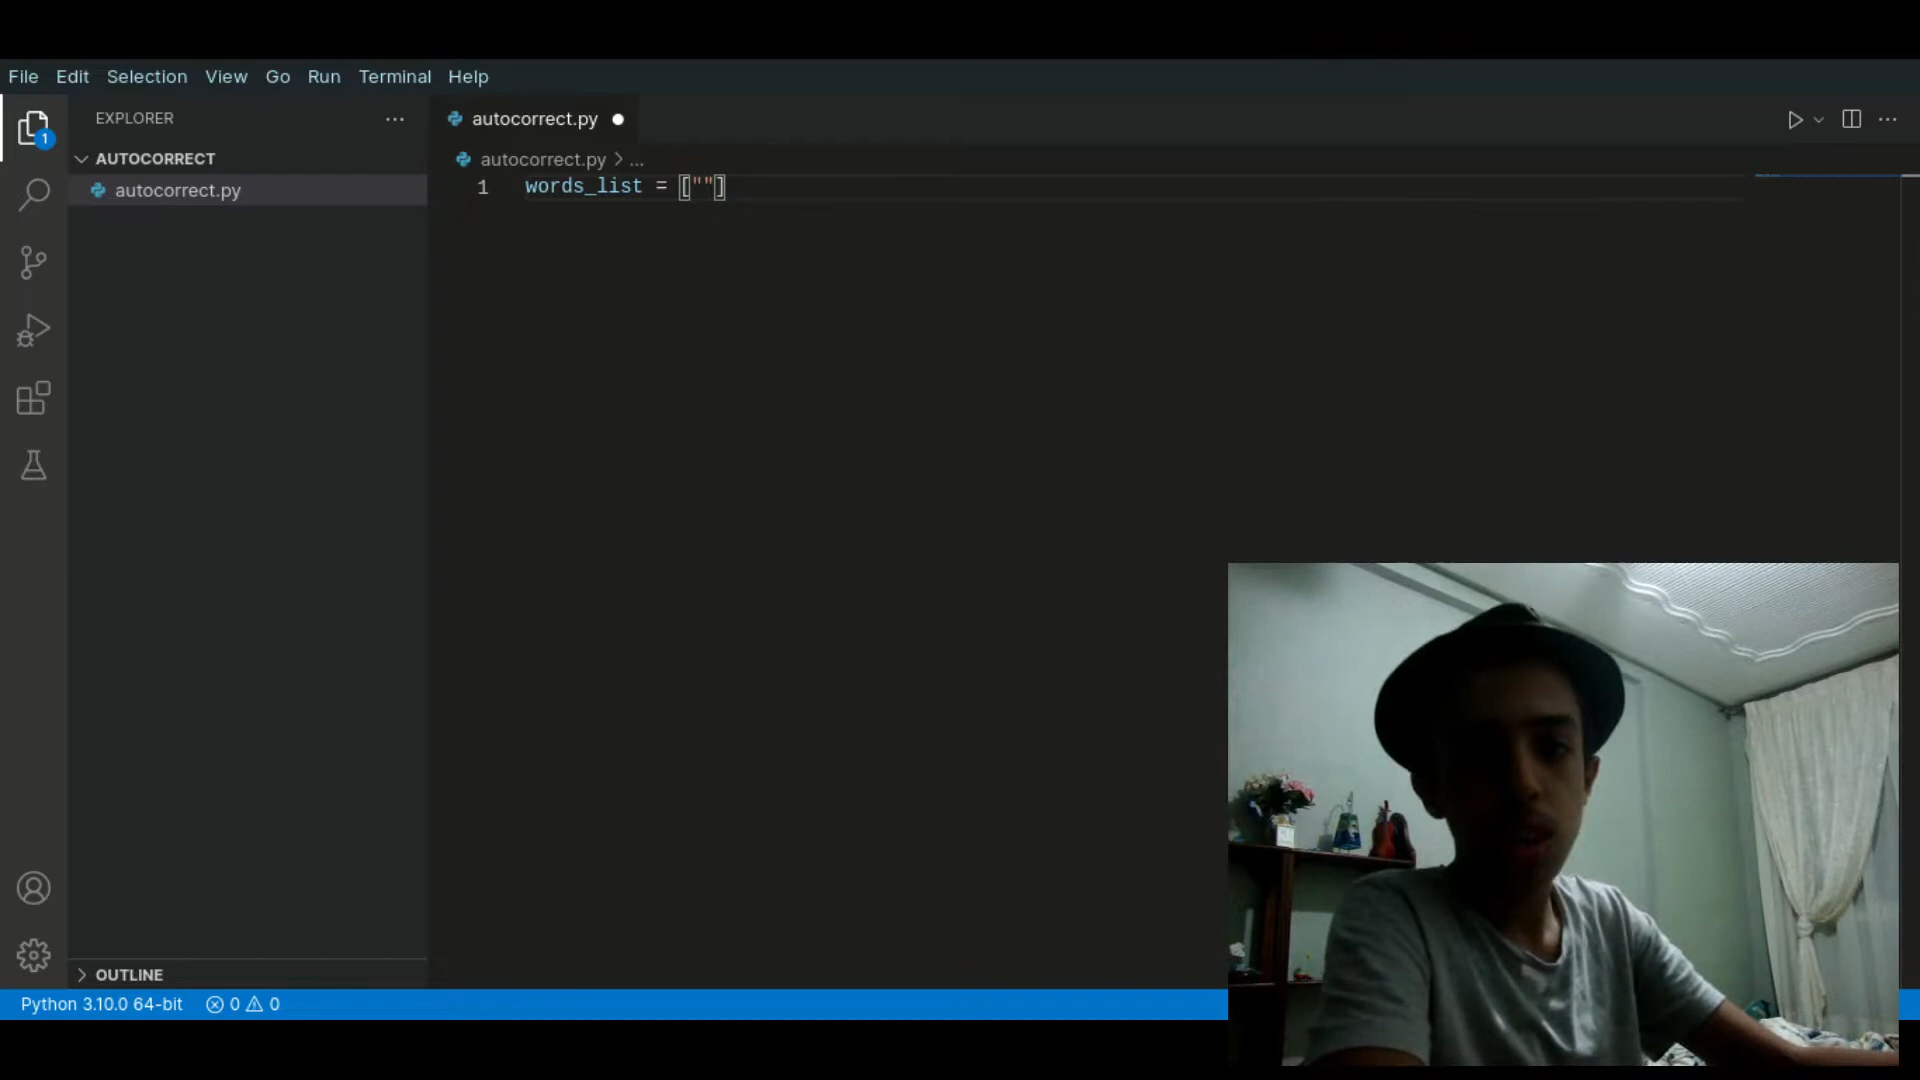 File Edit Selection View Go Run Terminal Help
EXPLORER
AUTOCORRECT
autocorrect.py
OUTLINE
autocorrect.py
autocorrect.py > ...
1 words_list = [""]
1
Python 3.10.0 64-bit 0 0